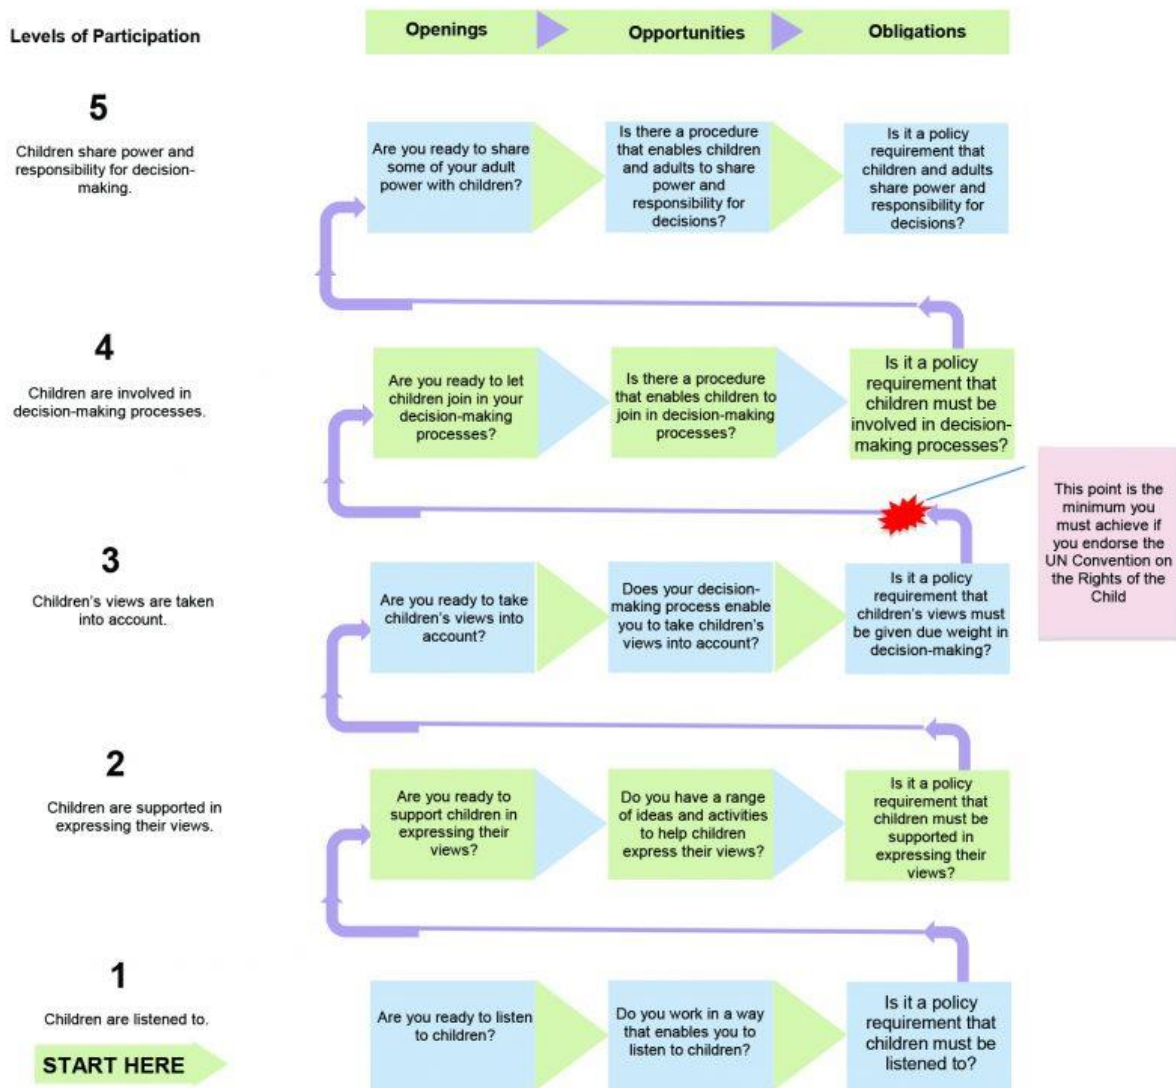 Levels of Participation
Openings
Opportunities
Obligations
5
Children share power and
responsibility for decision-
making.
Are you ready to share
some of your adult
power with children?
Is there a procedure
that enables children
and adults to share
power and
responsibility for
decisions?
Is it a policy
requirement that
children and adults
share power and
responsibility for
decisions?
4
Children are involved in
decision-making processes.
Are you ready to let
children join in your
decision-making
processes?
Is there a procedure
that enables children to
join in decision-making
processes?
Is it a policy
requirement that
children must be
involved in decision-
making processes?
This point is the
minimum you
must achieve if
you endorse the
UN Convention on
the Rights of the
Child
3
Children's views are taken
into account.
Are you ready to take
children's views into
account?
Does your decision-
making process enable
you to take children's
views into account?
Is it a policy
requirement that
children's views must
be given due weight in
decision-making?
2
Children are supported in
expressing their views.
Are you ready to
support children in
expressing their
views?
Do you have a range
of ideas and activities
to help children
express their views?
Is it a policy
requirement that
children must be
supported in
expressing their
views?
1
Children are listened to.
START HERE
Are you ready to listen
to children?
Do you work in a way
that enables you to
listen to children?
Is it a policy
requirement that
children must be
listened to?